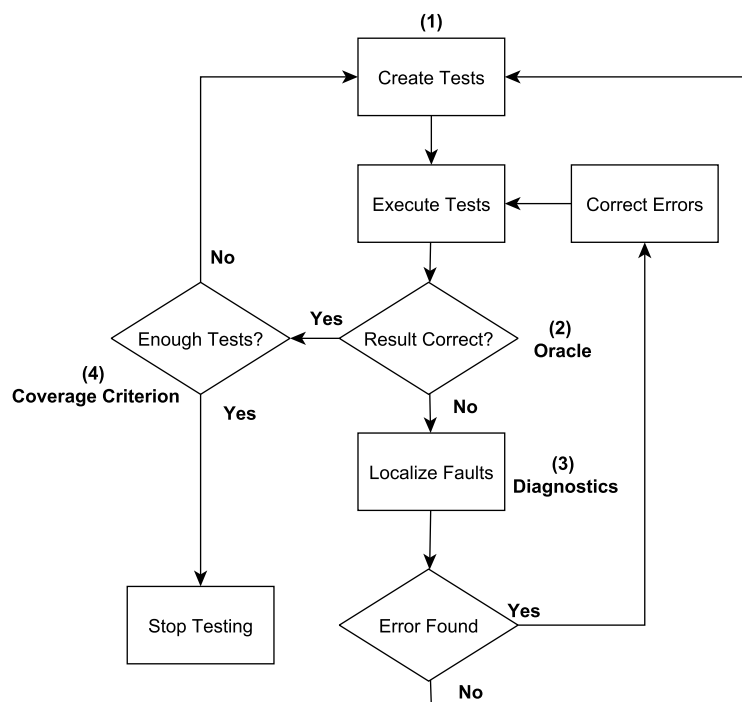 (1)
Create Tests
Execute Tests
Correct Errors
No
Yes
Enough Tests?
Result Correct?
(2)
Oracle
(4)
Coverage Criterion
Yes
No
Localize Faults
(3)
Diagnostics
Stop Testing
Error Found
Yes
No